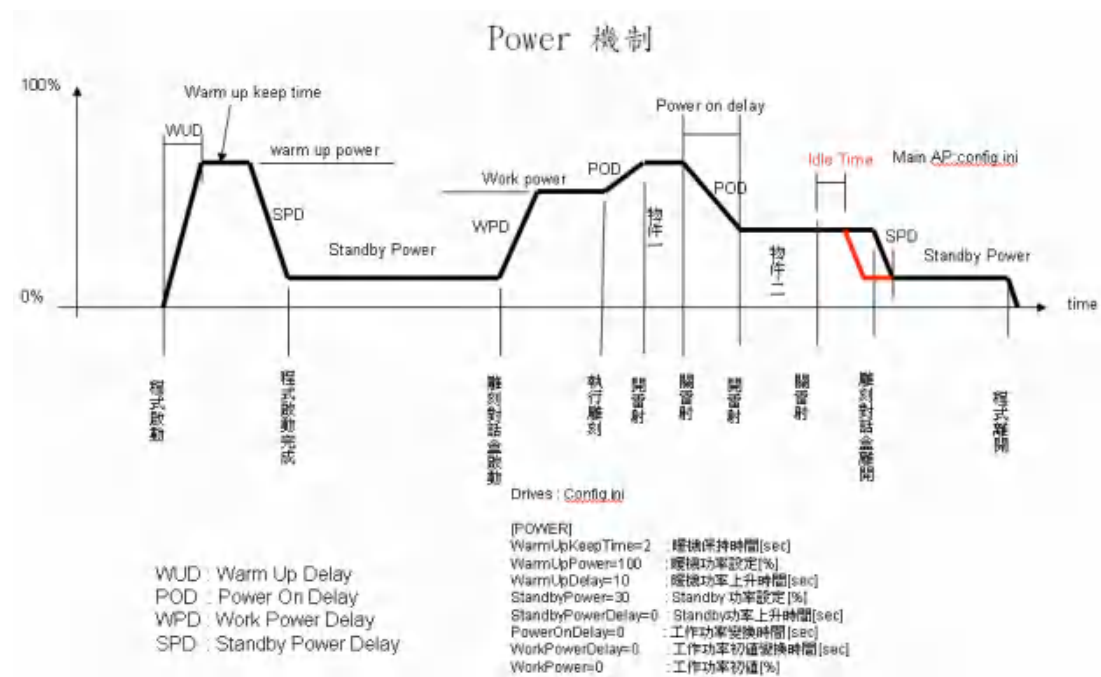 Power 機制
100%
Warm up keep time
WUD
warm up power
SPD
Standby Power
0%
Work power
WPD
POD
物件一
Power on delay
POD
物件二
Idle Time
Main AP:config.ini
SPD
Standby Power
time
程式啟動
程式啟動完成
雕刻對話盒啟動
執行雕刻
開雷射
關雷射
開雷射
關雷射
雕刻對話盒離開
程式離開
Drives : Config.ini
[POWER]
WarmUpKeepTime=2 : 暖機保持時間[sec]
WarmUpPower=100 : 暖機功率設定[%]
WarmUpDelay=10 : 暖機功率上升時間[sec]
StandbyPower=30 : Standby 功率設定[%]
StandbyPowerDelay=0 : Standby功率上升時間[sec]
PowerOnDelay=0 : 工作功率變換時間[sec]
WorkPowerDelay=0 : 工作功率初值變換時間[sec]
WorkPower=0 : 工作功率初值[%]
WUD : Warm Up Delay
POD : Power On Delay
WPD : Work Power Delay
SPD : Standby Power Delay